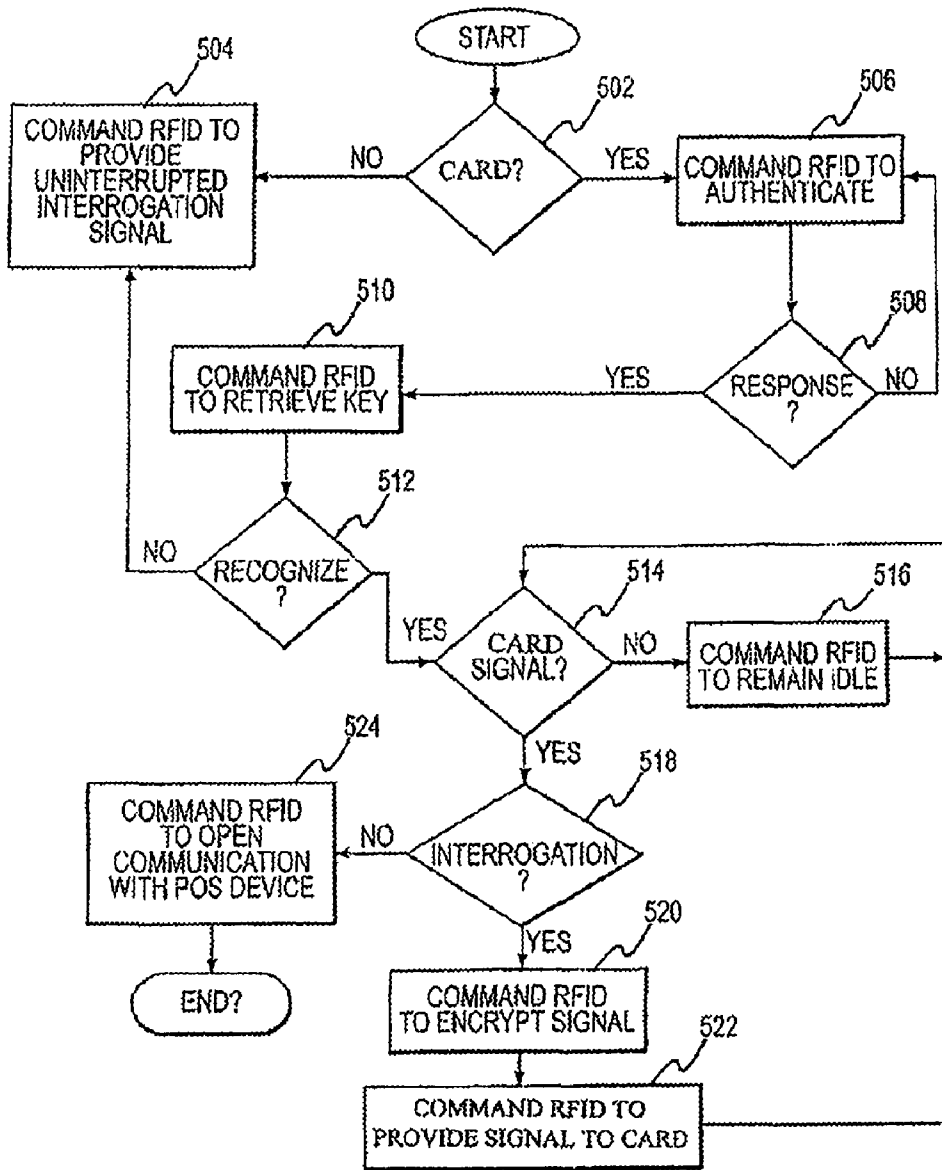 START
504
502
506
COMMAND RFID TO
PROVIDE
UNINTERRUPTED
INTERROGATION
SIGNAL
NO
CARD?
YES
COMMAND RFID TO
AUTHENTICATE
510
508
COMMAND RFID
TO RETRIEVE KEY
YES
RESPONSE
?
NO
512
NO
RECOGNIZE
?
YES
514
516
CARD
SIGNAL?
NO
COMMAND RFID
TO REMAIN IDLE
524
YES
518
COMMAND RFID
TO OPEN
COMMUNICATION
WITH POS DEVICE
NO
INTERROGATION
?
YES
520
END?
COMMAND RFID
TO ENCRYPT SIGNAL
522
COMMAND RFID TO
PROVIDE SIGNAL TO CARD